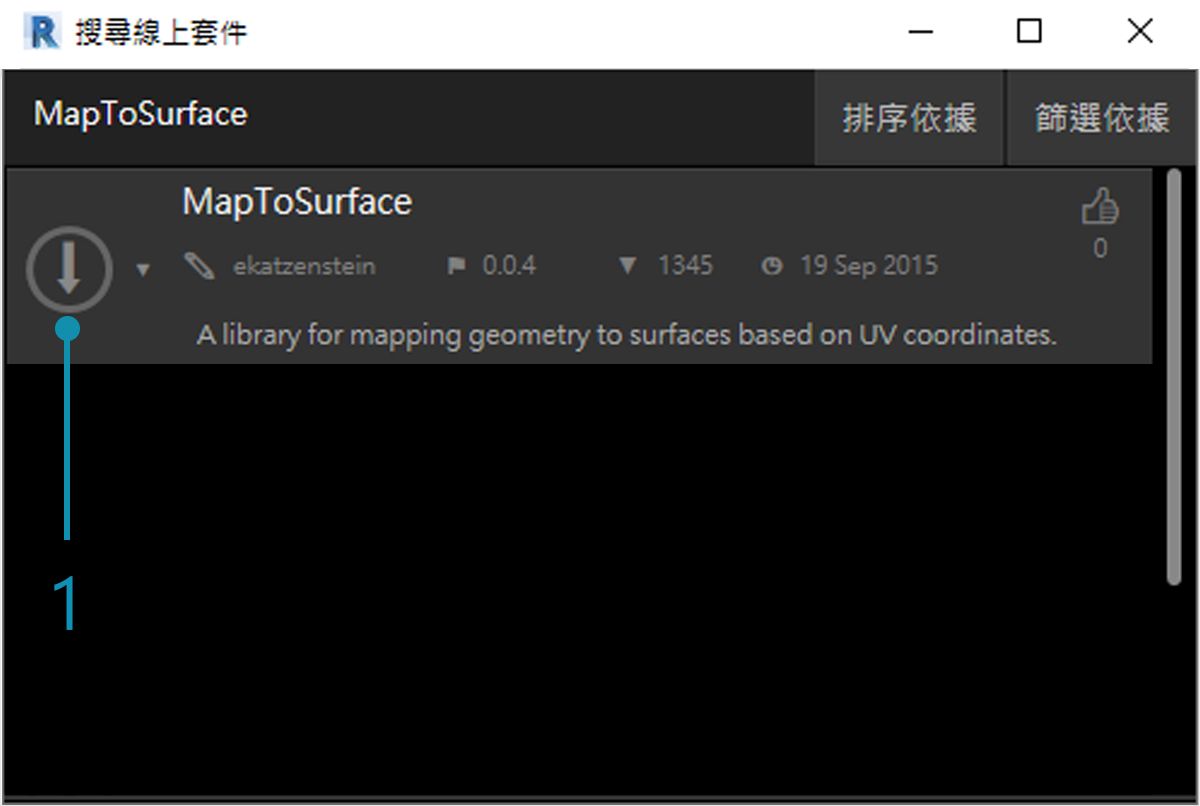 搜尋線上套件
MapToSurface
排序依據
篩選依據
MapToSurface
ekatzenstein 0.0.4 1345 19 Sep 2015
0
A library for mapping geometry to surfaces based on UV coordinates.
1